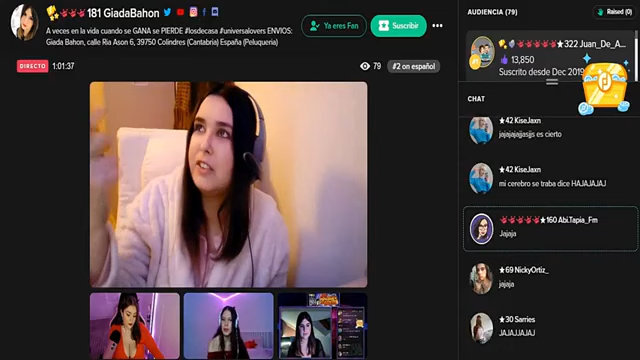 181 GiadaBahon
A veces en la vida cuando se GANA se PIERDE #losdecasa #universalovers ENVIOS:
Giada Bahon, calle Ria Ason 6, 39750 Colindres (Cantabria) España (Peluqueria)
Ya eres Fan
Suscribir
DIRECTO
1:01:37
79
#2 on español
AUDIENCIA (79)
Raised (0)
322 Juan_De_A...
13,850
Suscrito desde Dec 2019
CHAT
42 KiseJaxn
jajajajajjasjjs es cierto
42 KiseJaxn
mi cerebro se traba dice HAJAJAJAJ
160 Abi.Tapia_Fm
Jajaja
69 NickyOrtiz_
jajaja
30 Sarries
JAJAJJAJAJ